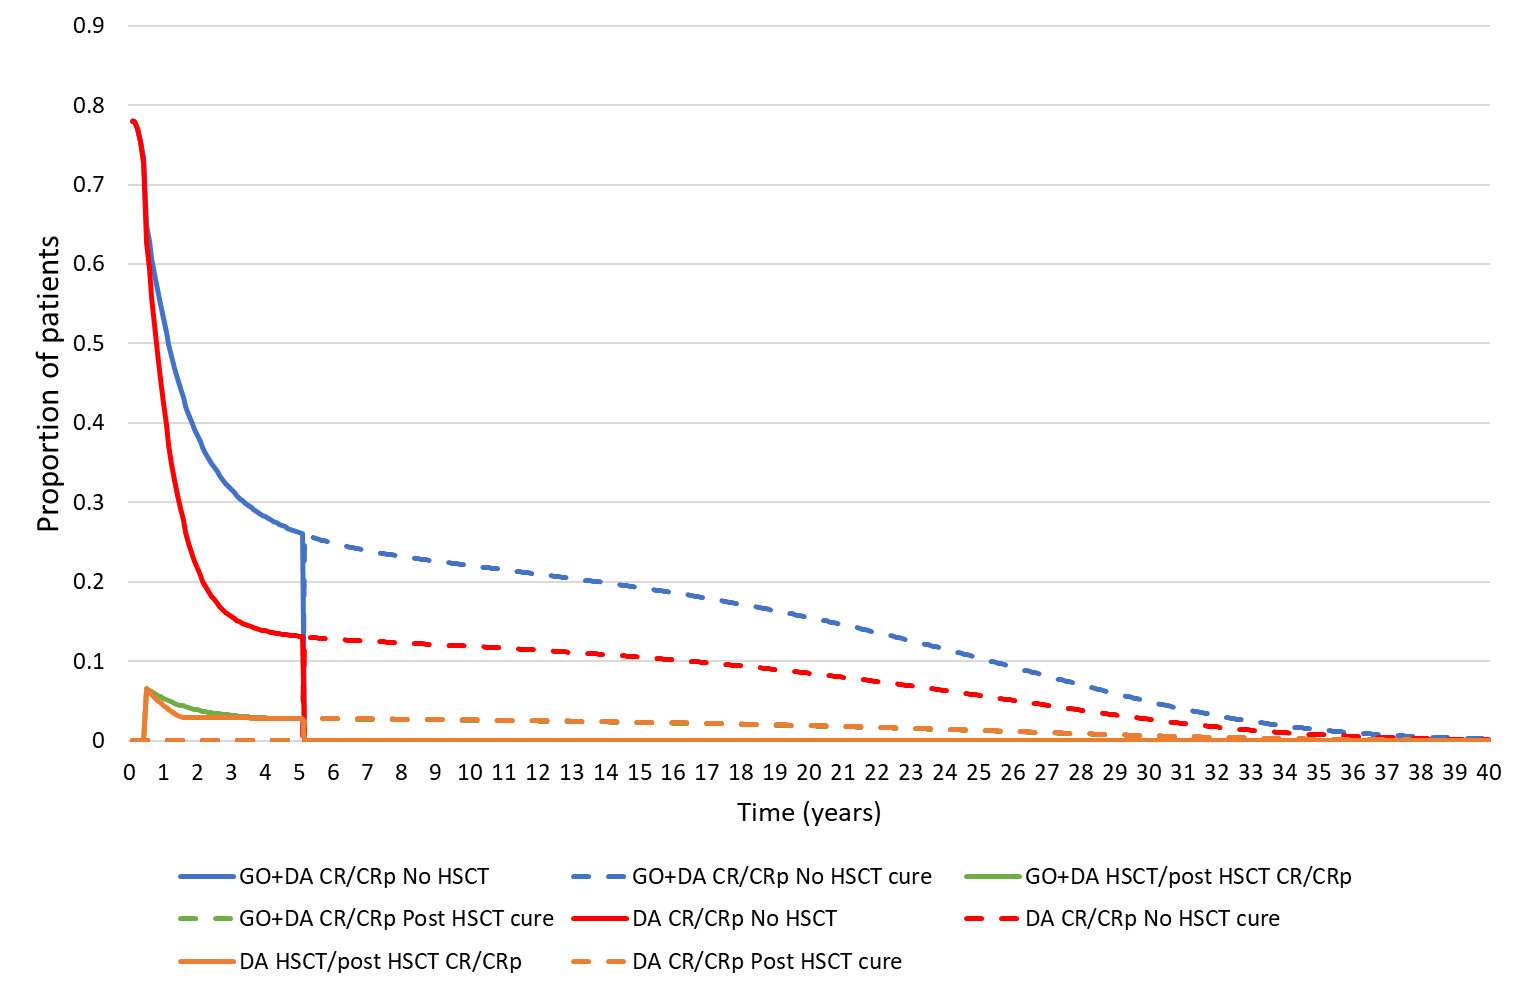 0.9
0.8
0.7
0.6
0.5
0.4
0.3
0.2
0.1
0
Proportion of patients
0 1 2 3 4 5 6 7 8 9 10 11 12 13 14 15 16 17 18 19 20 21 22 23 24 25 26 27 28 29 30 31 32 33 34 35 36 37 38 39 40
Time (years)
GO+DA CR/CRp No HSCT GO+DA CR/CRp No HSCT cure GO+DA HSCT/post HSCT CR/CRp
GO+DA CR/CRp Post HSCT cure DA CR/CRp No HSCT DA CR/CRp No HSCT cure
DA HSCT/post HSCT CR/CRp DA CR/CRp Post HSCT cure